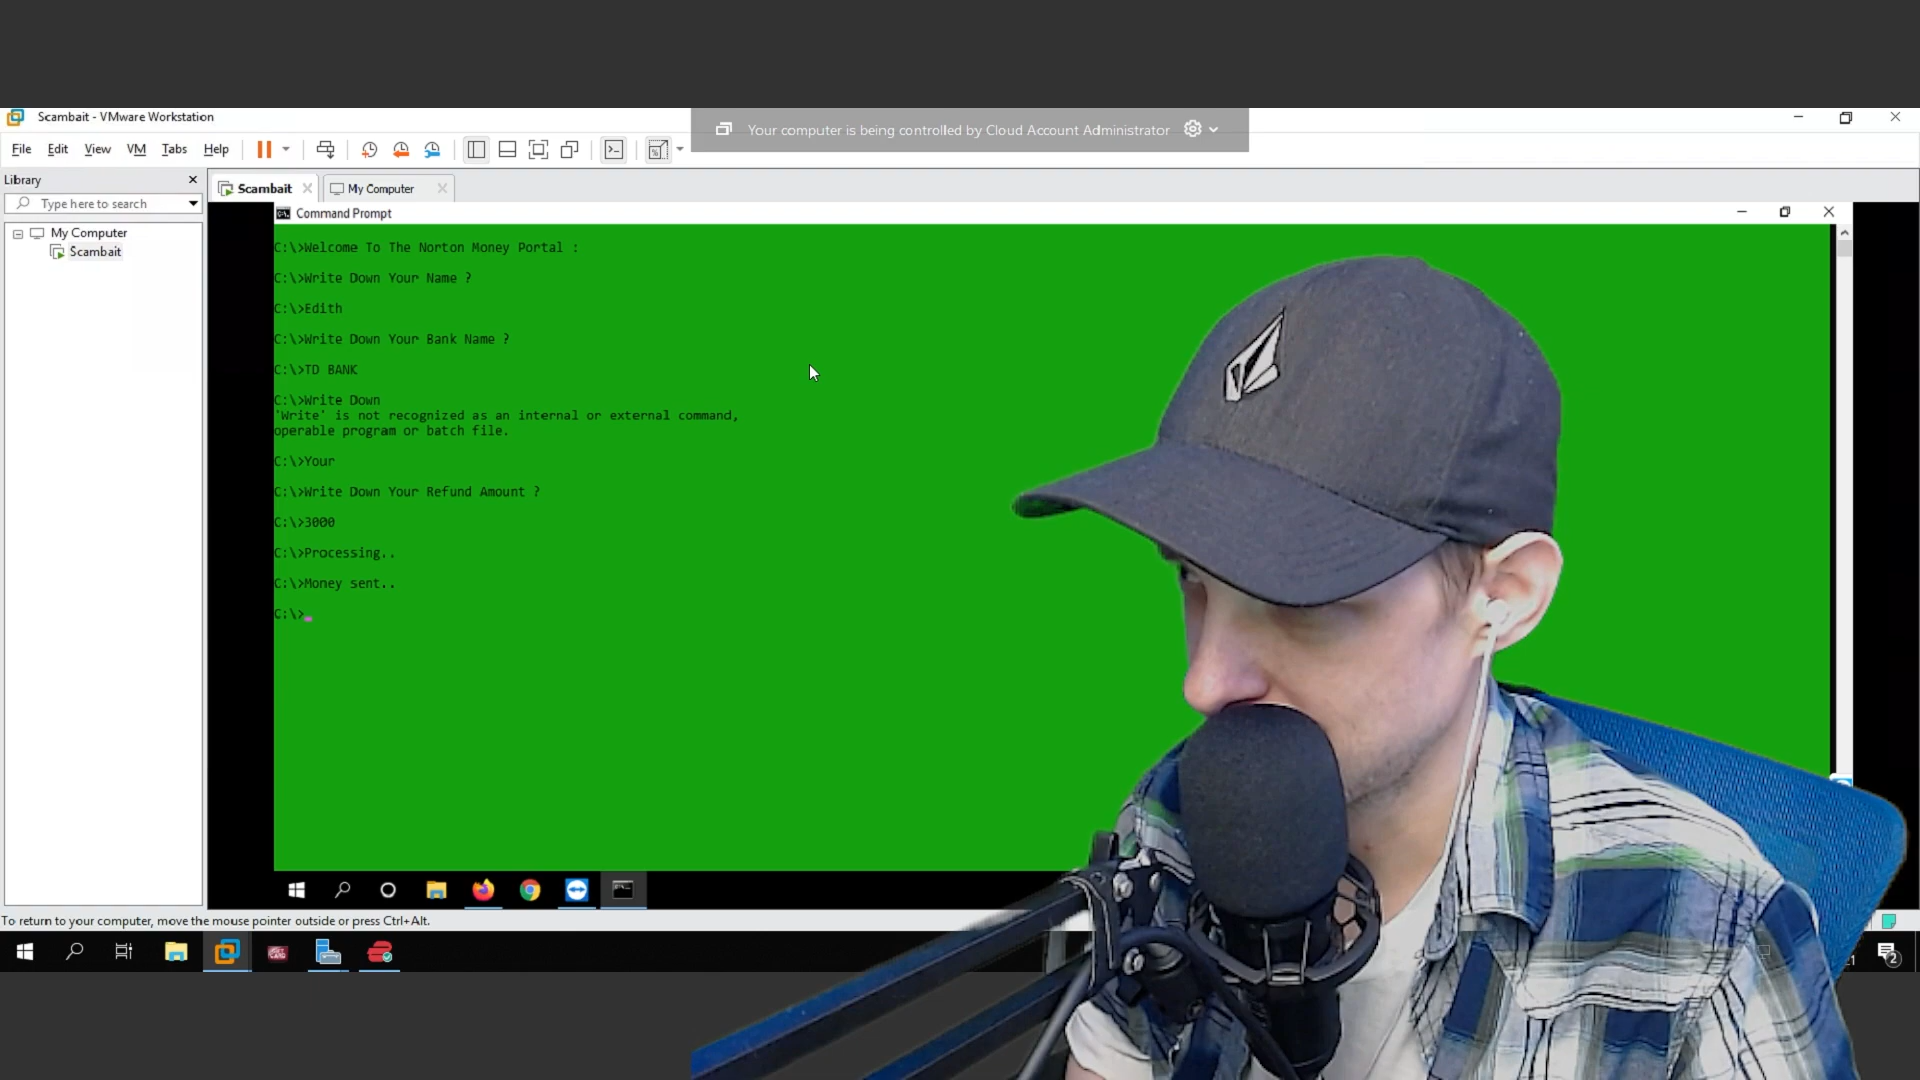 Scambait - VMware Workstation
Your computer is being controlled by Cloud Account Administrator
File Edit View VM Tabs Help
Library
Type here to search
My Computer
Scambait
Scambait
My Computer
Command Prompt
C:\>Welcome To The Norton Money Portal :
C:\>Write Down Your Name ?
C:\>Edith
C:\>Write Down Your Bank Name ?
C:\>TD BANK
C:\>Write Down
'Write' is not recognized as an internal or external command,
operable program or batch file.
C:\>Your
C:\>Write Down Your Refund Amount ?
C:\>3000
C:\>Processing..
C:\>Money sent..
C:\>
To return to your computer, move the mouse pointer outside or press Ctrl+Alt.
2